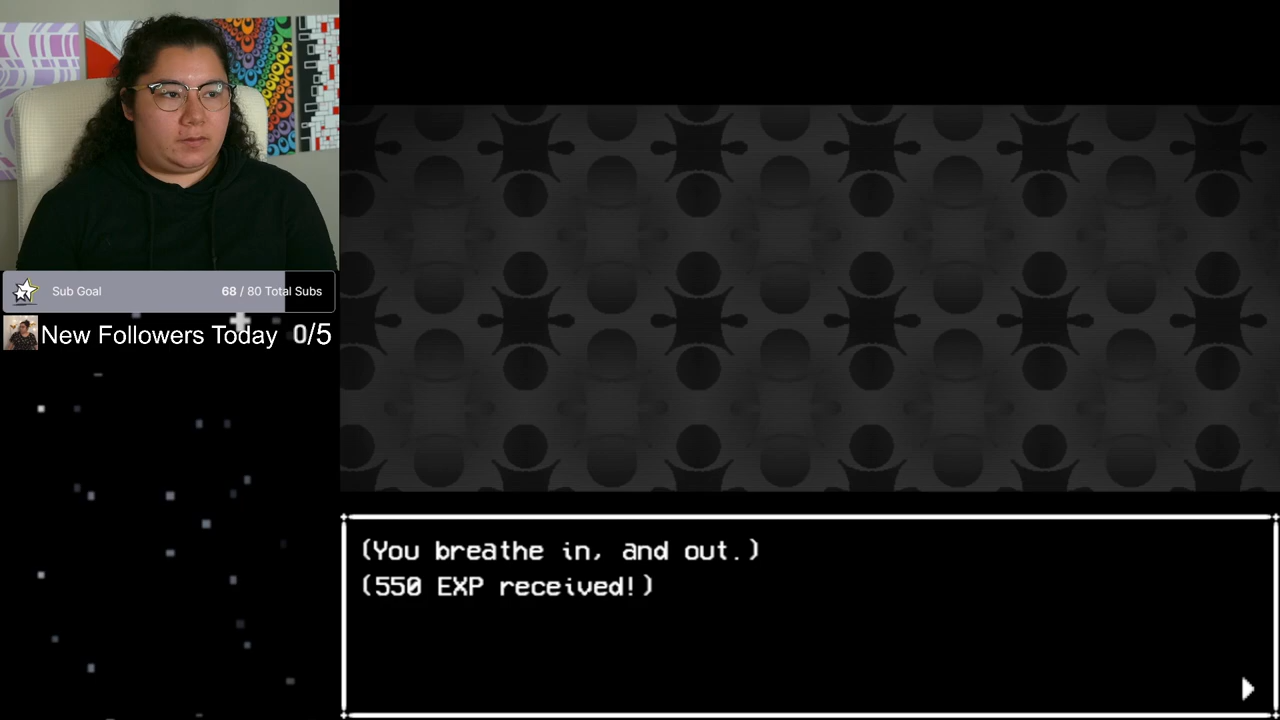 Sub Goal
68 / 80 Total Subs
New Followers Today 0/5
(You breathe in, and out.)
(550 EXP received!)